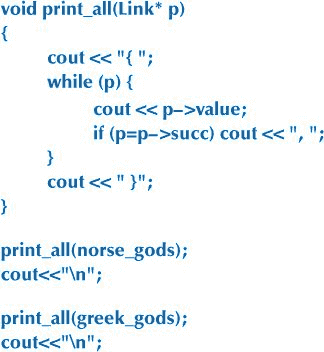 void print_all(Link* p)
{
cout << "{ ";
while (p) {
cout << p–>value;
if (p=p–>succ) cout << ", ";
}
cout << " }";
}
print_all(norse_gods);
cout<<"\n";
print_all(greek_gods);
cout<<"\n";